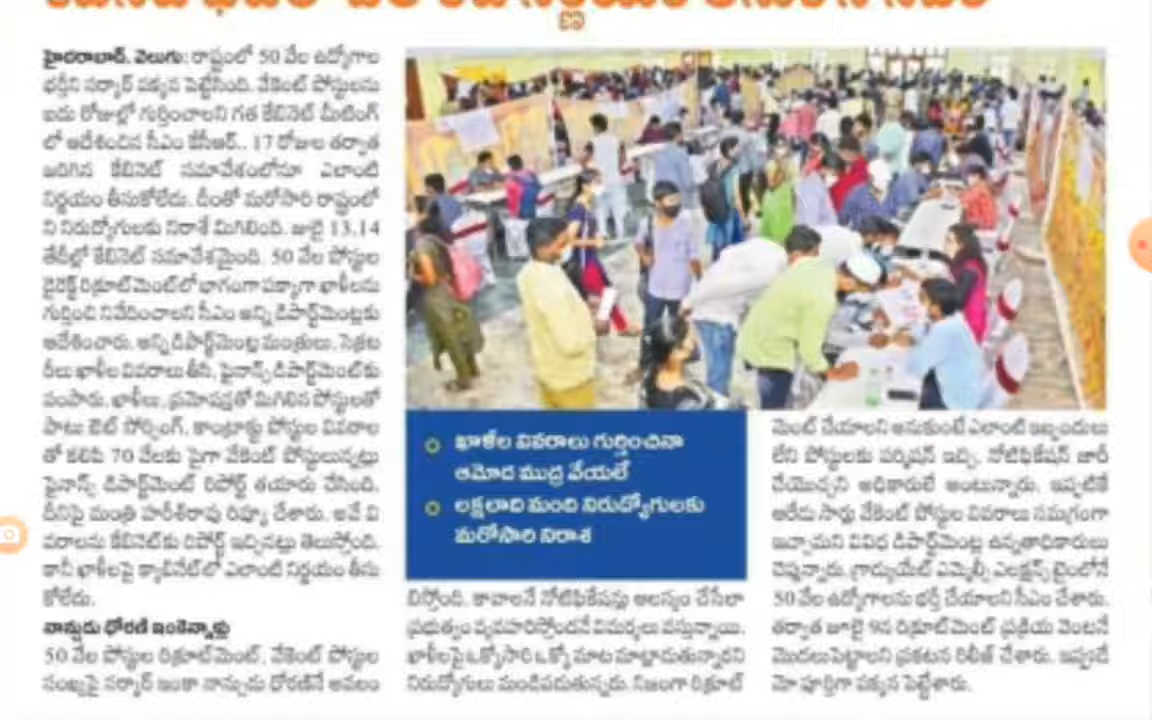 హైదరాబాద్, వెలుగు: రాష్ట్రంలో 50 వేల ఉద్యోగాల
భర్తీని సర్కార్ పక్కన పెట్టేసింది. వేకెంట్ పోస్టులను
ఐదు రోజుల్లో గుర్తించాలని గత కేబినెట్ మీటింగ్
లో ఆదేశించిన సీఎం కేసీఆర్.. 17 రోజుల తర్వాత
జరిగిన కేబినెట్ సమావేశంలోనూ ఎలాంటి
నిర్ణయం తీసుకోలేదు. దీంతో మరోసారి రాష్ట్రంలో
ని నిరుద్యోగులకు నిరాశే మిగిలింది. జులై 13,14
తేదీల్లో కేబినెట్ సమావేశమైంది. 50 వేల పోస్టుల
డైరెక్ట్ రిక్రూట్‌మెంట్‌లో భాగంగా పక్కాగా ఖాళీలను
గుర్తించి నివేదించాలని సీఎం అన్ని డిపార్ట్‌మెంట్లకు
ఆదేశించారు. అన్ని డిపార్ట్‌మెంట్ల మంత్రులు, సెక్రట
రీలు ఖాళీల వివరాలు తీసి, ఫైనాన్స్ డిపార్ట్‌మెంట్‌కు
పంపారు. ఖాళీలు, ప్రమోషన్లతో మిగిలిన పోస్టులతో
పాటు ఔట్ సోర్సింగ్, కాంట్రాక్టు పోస్టుల వివరాల
తో కలిపి 70 వేలకు పైగా వేకెంట్ పోస్టులున్నట్లు
ఫైనాన్స్ డిపార్ట్‌మెంట్ రిపోర్ట్ తయారు చేసింది.
దీనిపై మంత్రి హరీశ్‌రావు రివ్యూ చేశారు. అవే వి
వరాలను కేబినెట్‌కు రిపోర్ట్ ఇచ్చినట్లు తెలుస్తోంది.
కానీ ఖాళీలపై క్యాబినెట్‌లో ఎలాంటి నిర్ణయం తీసు
కోలేదు.
నాన్చుడు ధోరణి ఇంకెన్నాళ్లు
50 వేల పోస్టుల రిక్రూట్‌మెంట్, వేకెంట్ పోస్టుల
సంఖ్యపై సర్కార్ ఇంకా నాన్చుడు ధోరణినే అవలం
ఖాళీల వివరాలు గుర్తించినా
ఆమోద ముద్ర వేయలే
లక్షలాది మంది నిరుద్యోగులకు
మరోసారి నిరాశ
బిస్తోంది. కావాలనే నోటిఫికేషన్లు ఆలస్యం చేసేలా
ప్రభుత్వం వ్యవహరిస్తోందనే విమర్శలు వస్తున్నాయి.
ఖాళీలపై ఒక్కోసారి ఒక్కో మాట మాట్లాడుతున్నారని
నిరుద్యోగులు మండిపడుతున్నరు. నిజంగా రిక్రూట్
మెంట్ చేయాలని అనుకుంటే ఎలాంటి ఇబ్బందులు
లేని పోస్టులకు పర్మిషన్ ఇచ్చి, నోటిఫికేషన్ జారీ
చేయొచ్చని అధికారులే అంటున్నారు. ఇప్పటికే
ఆరేడు సార్లు వేకెంట్ పోస్టుల వివరాలు సమగ్రంగా
ఇచ్చామని వివిధ డిపార్ట్‌మెంట్ల ఉన్నతాధికారులు
చెప్తున్నారు. గ్రాడ్యుయేట్ ఎమ్మెల్సీ ఎలక్షన్స్ టైంలోనే
50 వేల ఉద్యోగాలను భర్తీ చేయాలని సీఎం చేశారు.
తర్వాత జూలై 9న రిక్రూట్‌మెంట్ ప్రక్రియ వెంటనే
మొదలుపెట్టాలని ప్రకటన రిలీజ్ చేశారు. ఇప్పుడే
మో పూర్తిగా పక్కన పెట్టేశారు.